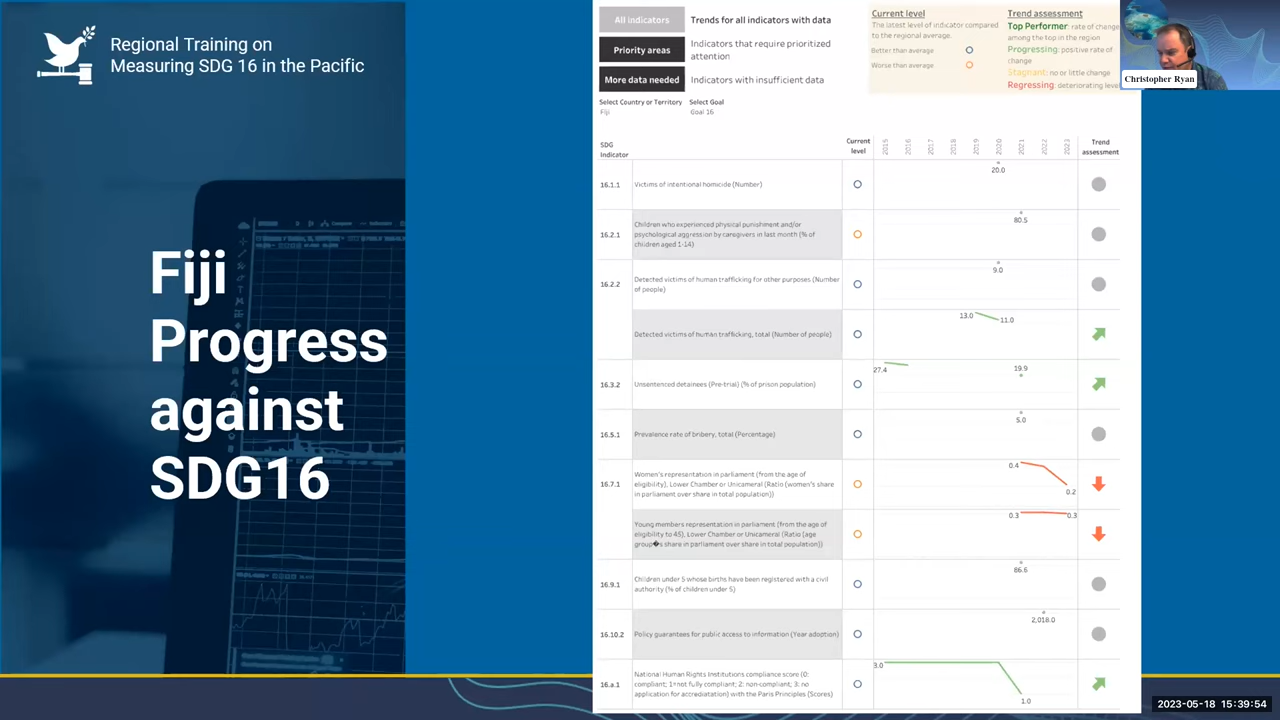 Regional Training on
Measuring SDG 16 in the Pacific
Fiji
Progress
against
SDG16
All indicators
Trends for all indicators with data
Priority areas
Indicators that require prioritized
attention
More data needed
Indicators with insufficient data
Select Country or Territory
Select Goal
Fiji
Goal 16
Current level
The latest level of indicator compared
to the regional average.
Better than average
Worse than average
Trend assessment
Top Performer: rate of change
among the top in the region
Progressing: positive rate of
change
Stagnant: no or little change
Regressing: deteriorating level
Christopher Ryan
SDG
Indicator
Current
level
2015 2016 2017 2018 2019 2020 2021 2022 2023
Trend
assessment
16.1.1
Victims of intentional homicide (Number)
20.0
16.2.1
Children who experienced physical punishment and/or
psychological aggression by caregivers in last month (% of
children aged 1-14)
80.5
16.2.2
Detected victims of human trafficking for other purposes (Number
of people)
9.0
Detected victims of human trafficking, total (Number of people)
13.0
11.0
16.3.2
Unsentenced detainees (Pre-trial) (% of prison population)
27.4
19.9
16.5.1
Prevalence rate of bribery, total (Percentage)
5.0
16.7.1
Women's representation in parliament (from the age of
eligibility), Lower Chamber or Unicameral (Ratio (women's share
in parliament over share in total population))
0.4
0.2
Young members representation in parliament (from the age of
eligibility to 45), Lower Chamber or Unicameral (Ratio (age
group�s share in parliament over share in total population))
0.3
0.3
16.9.1
Children under 5 whose births have been registered with a civil
authority (% of children under 5)
86.6
16.10.2
Policy guarantees for public access to information (Year adoption)
2,018.0
16.a.1
National Human Rights Institutions compliance score (0:
compliant; 1=not fully compliant; 2: non-compliant; 3: no
application for accrediatation) with the Paris Principles (Scores)
3.0
1.0
2023-05-18 15:39:54